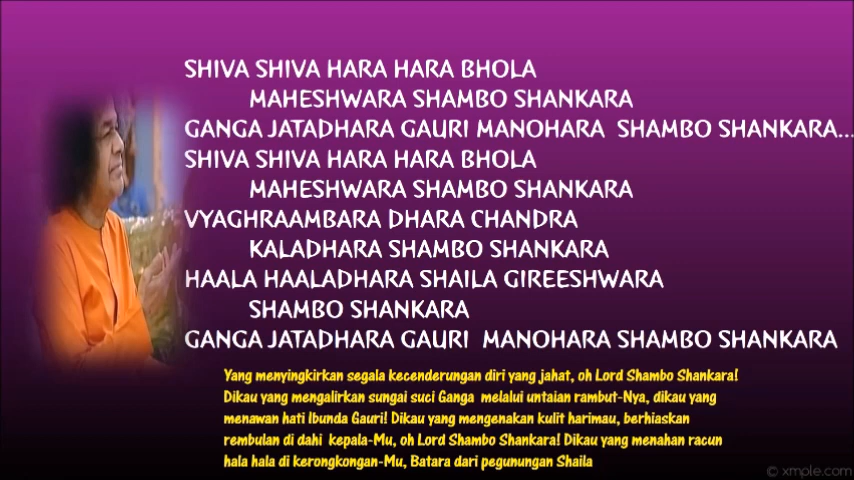 SHIVA SHIVA HARA HARA BHOLA
MAHESHWARA SHAMBO SHANKARA
GANGA JATADHARA GAURI MANOHARA SHAMBO SHANKARA...
SHIVA SHIVA HARA HARA BHOLA
MAHESHWARA SHAMBO SHANKARA
VYAGHRAAMBARA DHARA CHANDRA
KALADHARA SHAMBO SHANKARA
HAALA HAALADHARA SHAILA GIREESHWARA
SHAMBO SHANKARA
GANGA JATADHARA GAURI MANOHARA SHAMBO SHANKARA
Yang menyingkirkan segala kecenderungan diri yang jahat, oh Lord Shambo Shankara!
Dikau yang mengalirkan sungai suci Ganga melalui untaian rambut-Nya, dikau yang
menawan hati Ibunda Gauri! Dikau yang mengenakan kulit harimau, berhiaskan
rembulan di dahi kepala-Mu, oh Lord Shambo Shankara! Dikau yang menahan racun
hala hala di kerongkongan-Mu, Batara dari pegunungan Shaila
© xmple.com